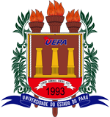 UEPA
1993
UNIVERSIDADE DO ESTADO DO PARÁ